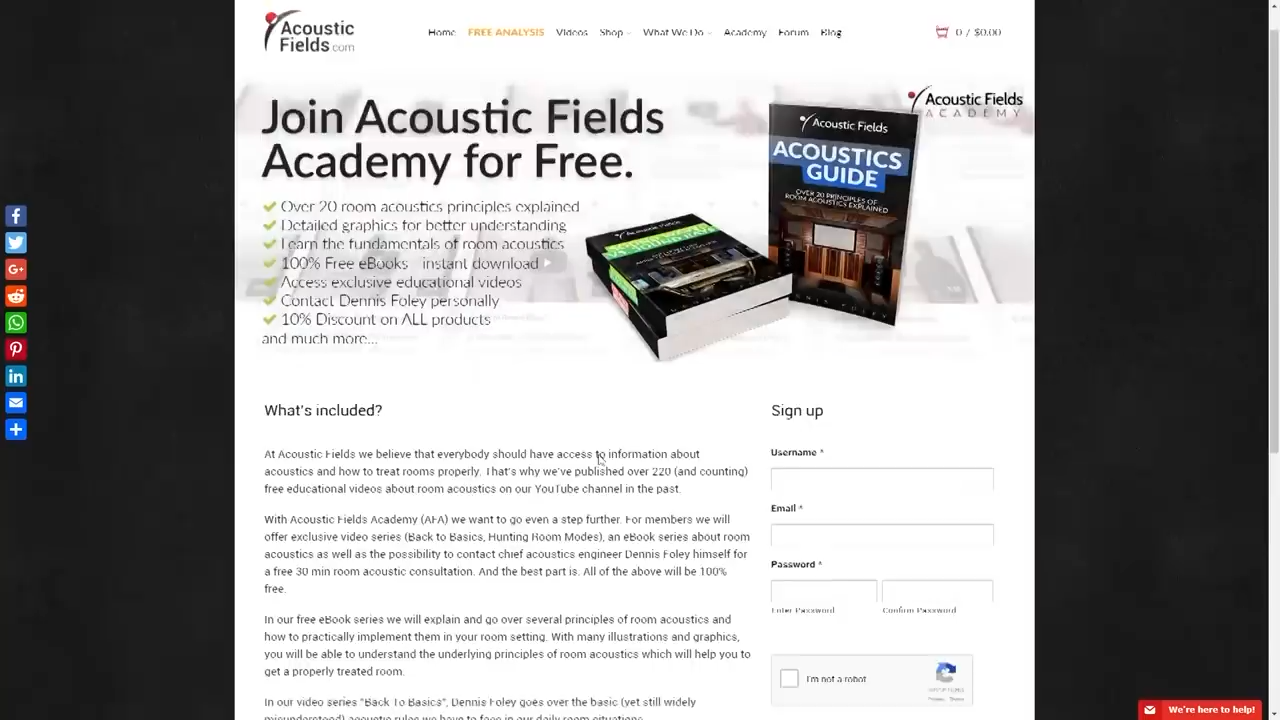 Acoustic
Fields.com
Home FREE ANALYSIS Videos Shop What We Do Academy Forum Blog
0 / $0.00
Join Acoustic Fields
Academy for Free.
Over 20 room acoustics principles explained
Detailed graphics for better understanding
Learn the fundamentals of room acoustics
100% Free eBooks instant download
Access exclusive educational videos
Contact Dennis Foley personally
10% Discount on ALL products
and much more...
Acoustic Fields
ACADEMY
Acoustic Fields
ACOUSTICS
GUIDE
OVER 20 PRINCIPLES OF
ROOM ACOUSTICS EXPLAINED
Acoustic Fields
What's included?
At Acoustic Fields we believe that everybody should have access to information about
acoustics and how to treat rooms properly. That's why we've published over 220 (and counting)
free educational videos about room acoustics on our YouTube channel in the past.
With Acoustic Fields Academy (AFA) we want to go even a step further. For members we will
offer exclusive video series (Back to Basics, Hunting Room Modes), an eBook series about room
acoustics as well as the possibility to contact chief acoustics engineer Dennis Foley himself for
a free 30 min room acoustic consultation. And the best part is. All of the above will be 100%
free.
In our free eBook series we will explain and go over several principles of room acoustics and
how to practically implement them in your room setting. With many illustrations and graphics,
you will be able to understand the underlying principles of room acoustics which will help you to
get a properly treated room.
In our video series "Back To Basics", Dennis Foley goes over the basic (yet still widely
misunderstood) acoustic rules we have to face in our daily room situations.
Sign up
Username *
Email *
Password *
Enter Password Confirm Password
I'm not a robot
We're here to help!